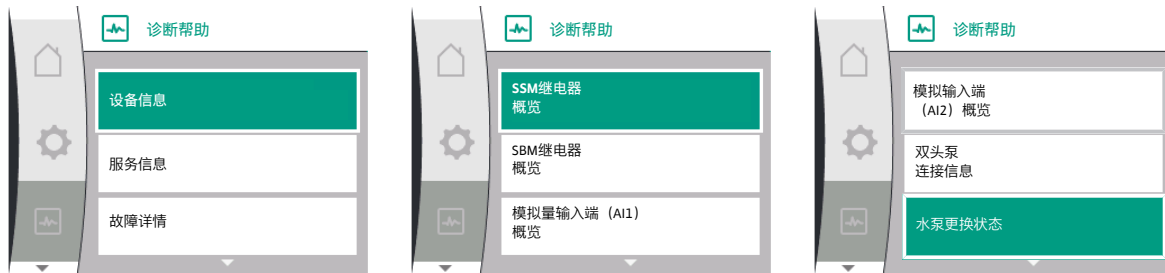 诊断帮助
设备信息
服务信息
故障详情
诊断帮助
SSM继电器
概览
SBM继电器
概览
模拟量输入端（AI1）
概览
诊断帮助
模拟输入端
（AI2）概览
双头泵
连接信息
水泵更换状态